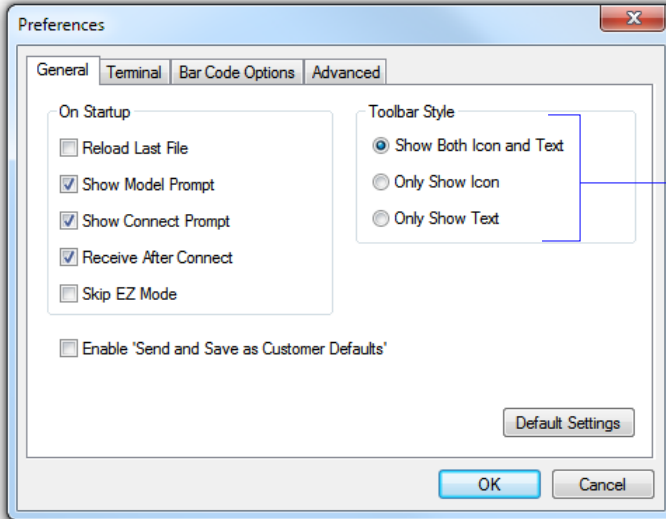 Preferences
General Terminal Bar Code Options Advanced
On Startup
Reload Last File
Show Model Prompt
Show Connect Prompt
Receive After Connect
Skip EZ Mode
Toolbar Style
Show Both Icon and Text
Only Show Icon
Only Show Text
Enable 'Send and Save as Customer Defaults'
Default Settings
OK Cancel